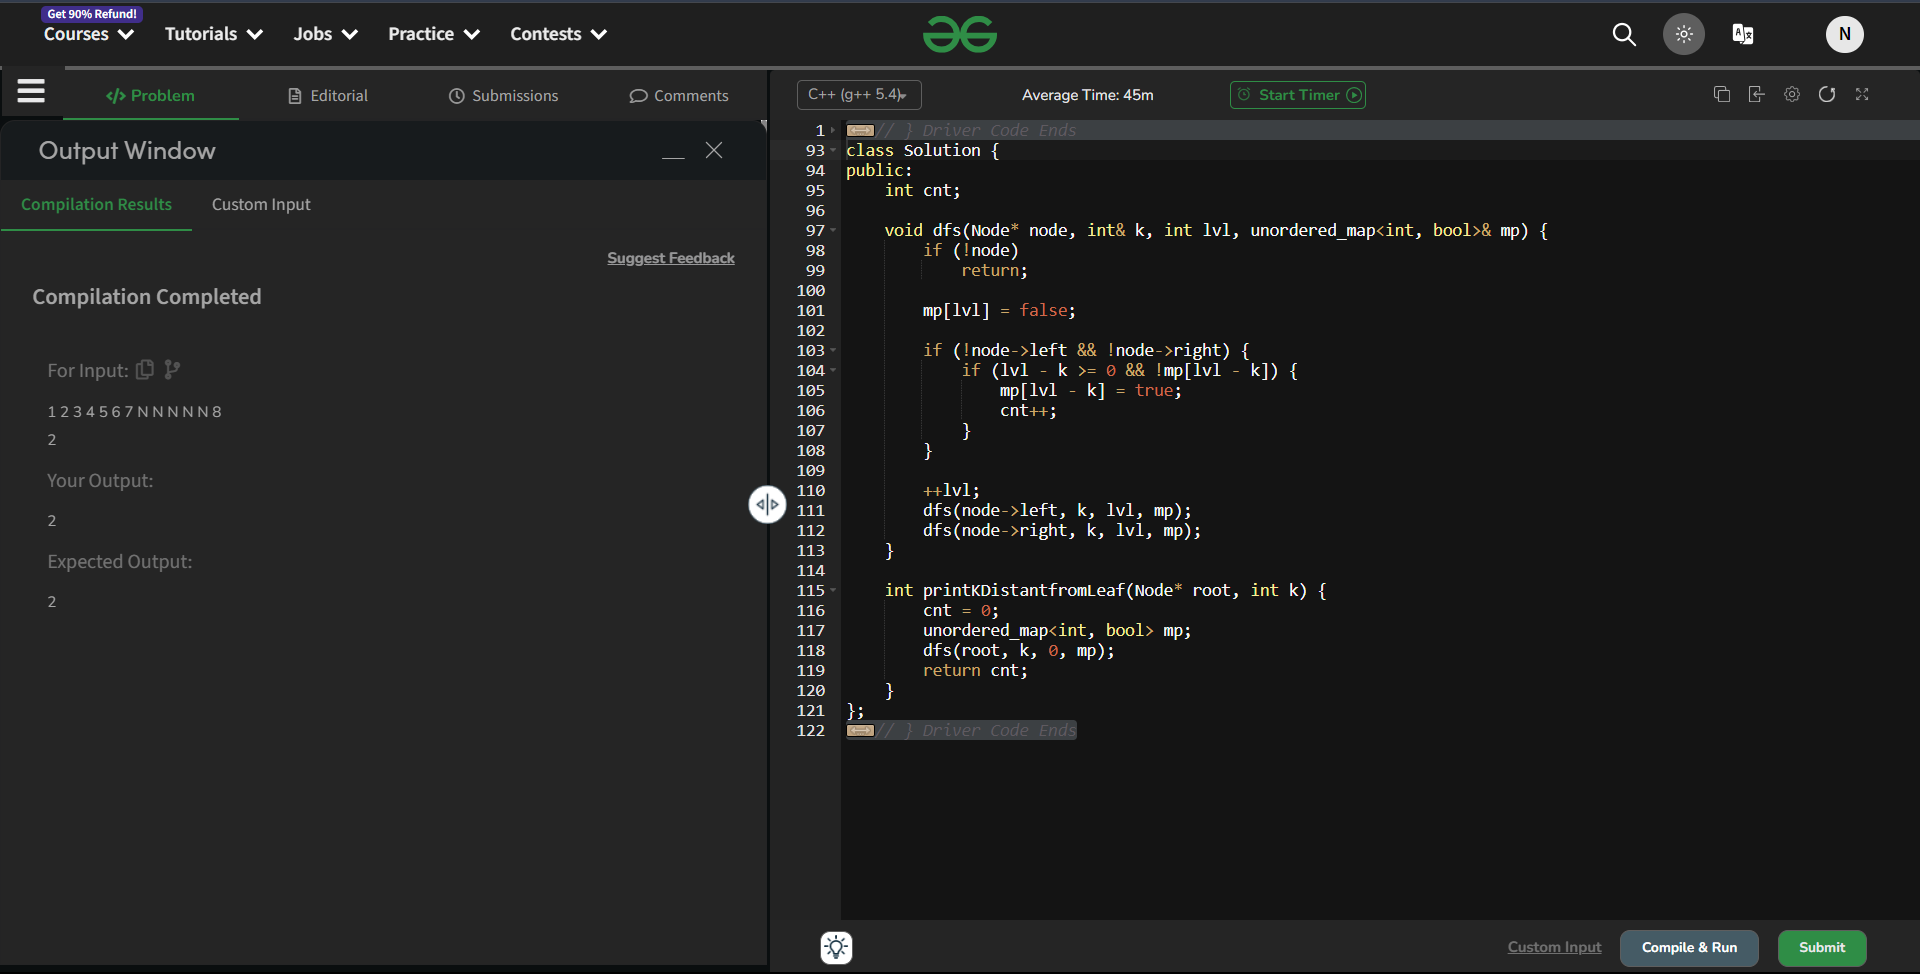 Get 90% Refund!
Courses Tutorials Jobs Practice Contests
N
</> Problem Editorial Submissions Comments
Output Window
Compilation Results Custom Input
Suggest Feedback
Compilation Completed
For Input:
1 2 3 4 5 6 7 N N N N N 8
2
Your Output:
2
Expected Output:
2
C++ (g++ 5.4) Average Time: 45m Start Timer
1 // } Driver Code Ends
93 class Solution {
94 public:
95     int cnt;
96
97     void dfs(Node* node, int& k, int lvl, unordered_map<int, bool>& mp) {
98         if (!node)
99             return;
100
101         mp[lvl] = false;
102
103         if (!node->left && !node->right) {
104             if (lvl - k >= 0 && !mp[lvl - k]) {
105                 mp[lvl - k] = true;
106                 cnt++;
107             }
108         }
109
110         ++lvl;
111         dfs(node->left, k, lvl, mp);
112         dfs(node->right, k, lvl, mp);
113     }
114
115     int printKDistantfromLeaf(Node* root, int k) {
116         cnt = 0;
117         unordered_map<int, bool> mp;
118         dfs(root, k, 0, mp);
119         return cnt;
120     }
121 };
122 // } Driver Code Ends
Custom Input Compile & Run Submit